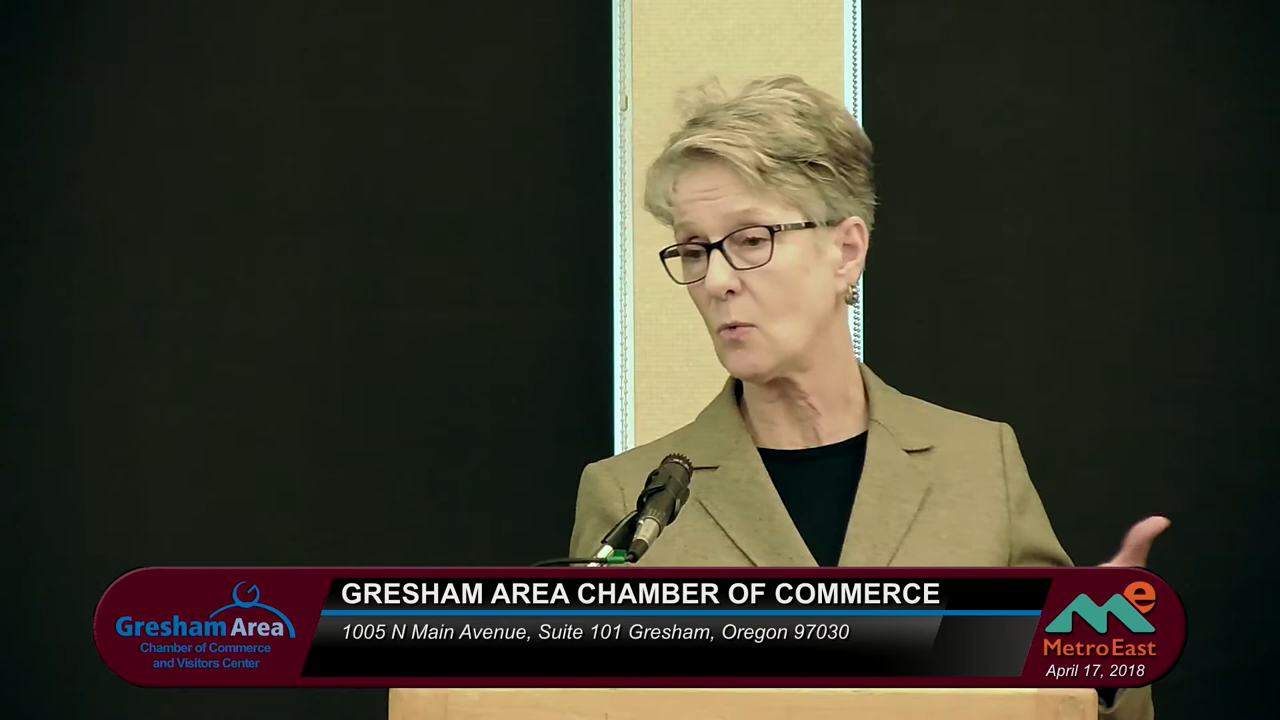 GRESHAM AREA CHAMBER OF COMMERCE
1005 N Main Avenue, Suite 101 Gresham, Oregon 97030
Gresham Area
Chamber of Commerce
and Visitors Center
Me
MetroEast
April 17, 2018